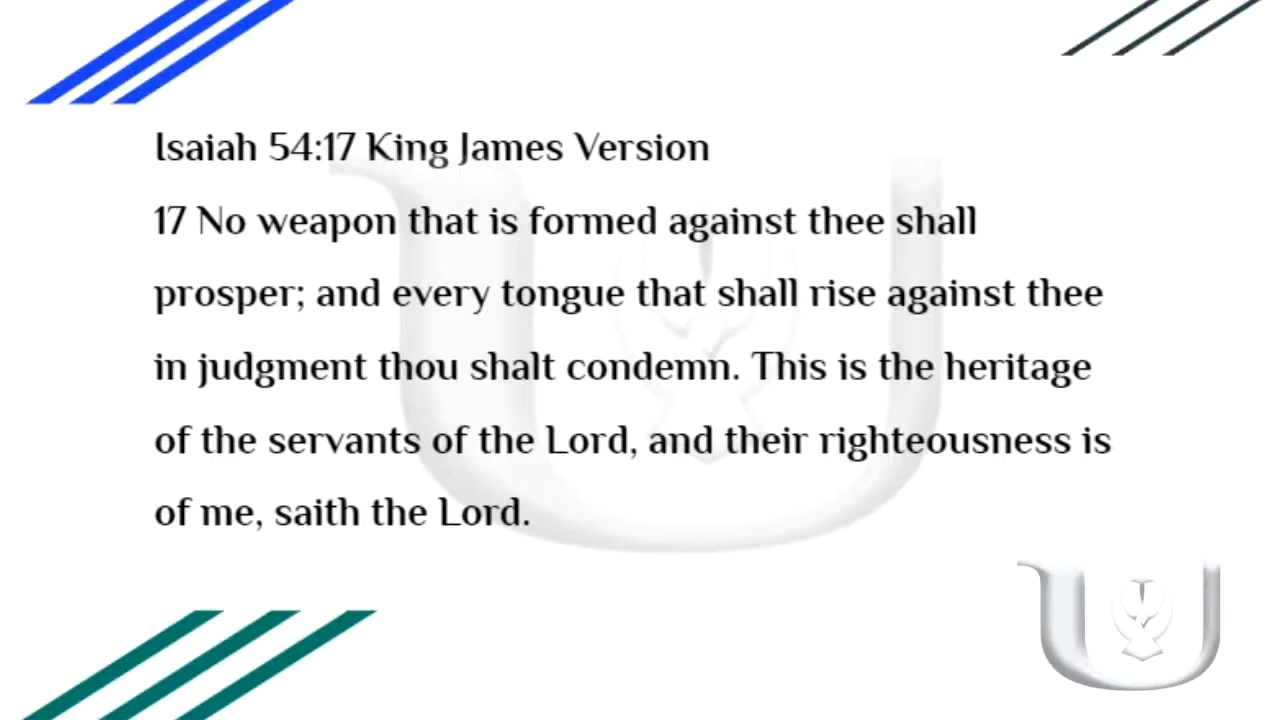 Isaiah 54:17 King James Version
17 No weapon that is formed against thee shall
prosper; and every tongue that shall rise against thee
in judgment thou shalt condemn. This is the heritage
of the servants of the Lord, and their righteousness is
of me, saith the Lord.